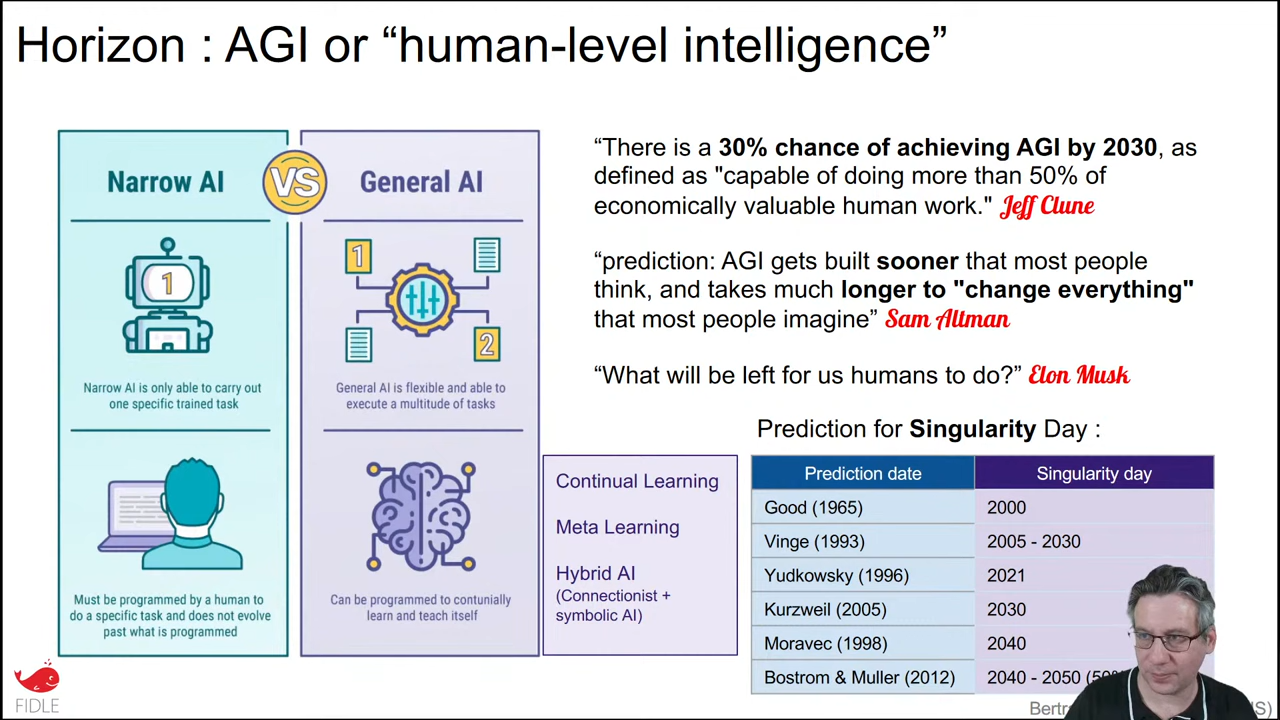 Horizon : AGI or “human-level intelligence”
Narrow AI
VS
General AI
1
1
2
Narrow AI is only able to carry out
one specific trained task
General AI is flexible and able to
execute a multitude of tasks
Must be programmed by a human to
do a specific task and does not evolve
past what is programmed
Can be programmed to contunially
learn and teach itself
Continual Learning
Meta Learning
Hybrid AI
(Connectionist +
symbolic AI)
“There is a 30% chance of achieving AGI by 2030, as
defined as "capable of doing more than 50% of
economically valuable human work." Jeff Clune
“prediction: AGI gets built sooner that most people
think, and takes much longer to "change everything"
that most people imagine” Sam Altman
“What will be left for us humans to do?” Elon Musk
Prediction for Singularity Day :
Prediction date Singularity day
Good (1965) 2000
Vinge (1993) 2005 - 2030
Yudkowsky (1996) 2021
Kurzweil (2005) 2030
Moravec (1998) 2040
Bostrom & Muller (2012) 2040 - 2050
FIDLE